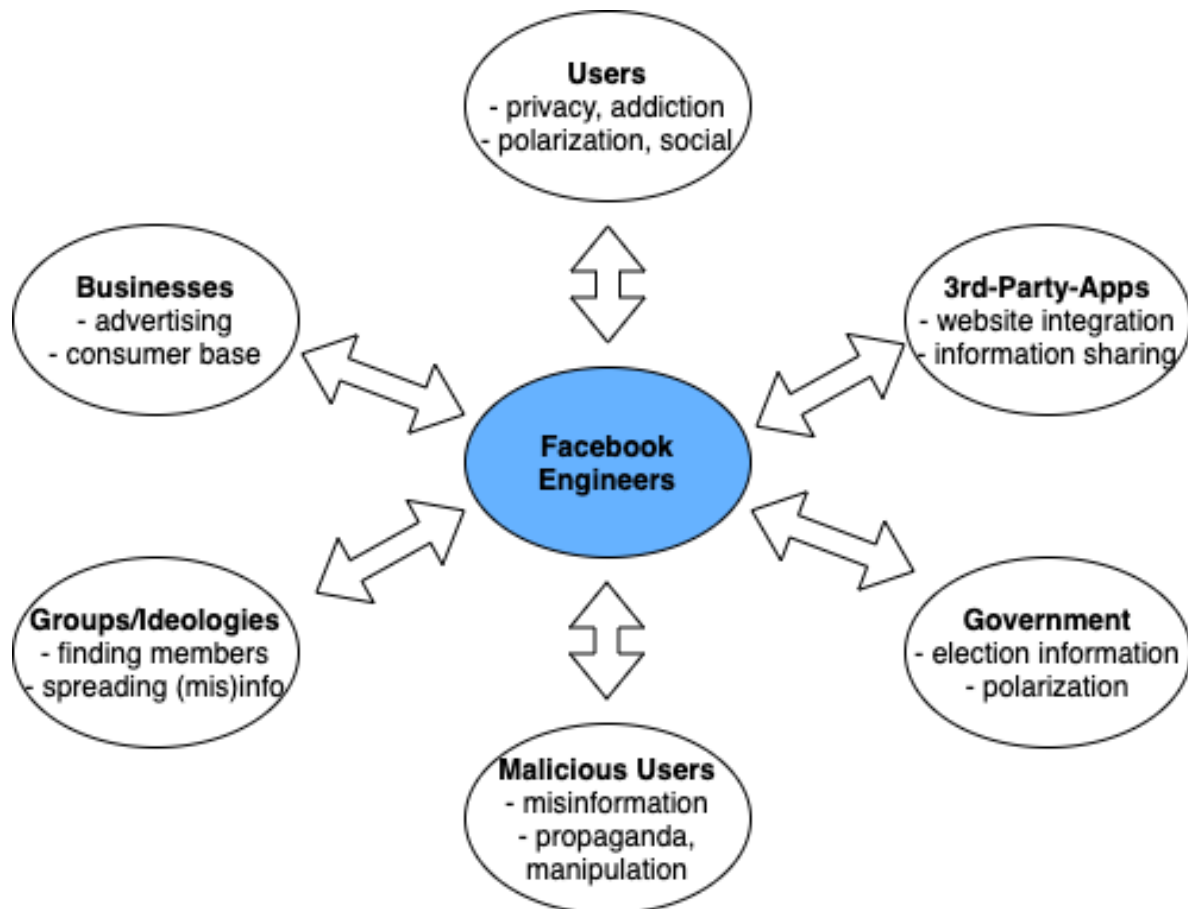 Users
- privacy, addiction
- polarization, social
Businesses
- advertising
- consumer base
3rd-Party-Apps
- website integration
- information sharing
Facebook
Engineers
Groups/Ideologies
- finding members
- spreading (mis)info
Government
- election information
- polarization
Malicious Users
- misinformation
- propaganda,
manipulation